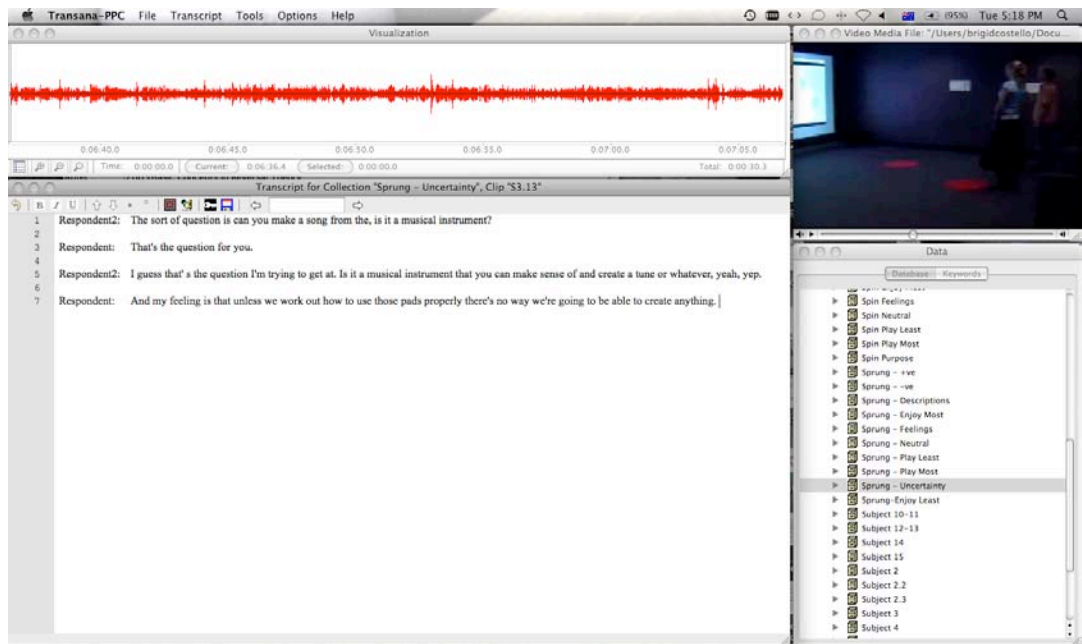 Transana-PPC File Transcript Tools Options Help (95%) Tue 5:18 PM
Visualization
0:06:40.0 0:06:45.0 0:06:50.0 0:06:55.0 0:07:00.0 0:07:05.0
Time: 0:00:00.0 Current: 0:06:36.4 Selected: 0:00:00.0 Total: 0:00:30.3
Transcript for Collection "Sprung – Uncertainty", Clip "S3.13"
B I U
1 Respondent2: The sort of question is can you make a song from the, is it a musical instrument?
2
3 Respondent: That's the question for you.
4
5 Respondent2: I guess that' s the question I'm trying to get at. Is it a musical instrument that you can make sense of and create a tune or whatever, yeah, yep.
6
7 Respondent: And my feeling is that unless we work out how to use those pads properly there's no way we're going to be able to create anything.
Video Media File: "/Users/brigidcostello/Docu...
Data
Database Keywords
Spin Feelings
Spin Neutral
Spin Play Least
Spin Play Most
Spin Purpose
Sprung – +ve
Sprung – -ve
Sprung – Descriptions
Sprung – Enjoy Most
Sprung – Feelings
Sprung – Neutral
Sprung – Play Least
Sprung – Play Most
Sprung – Uncertainty
Sprung-Enjoy Least
Subject 10-11
Subject 12-13
Subject 14
Subject 15
Subject 2
Subject 2.2
Subject 2.3
Subject 3
Subject 4